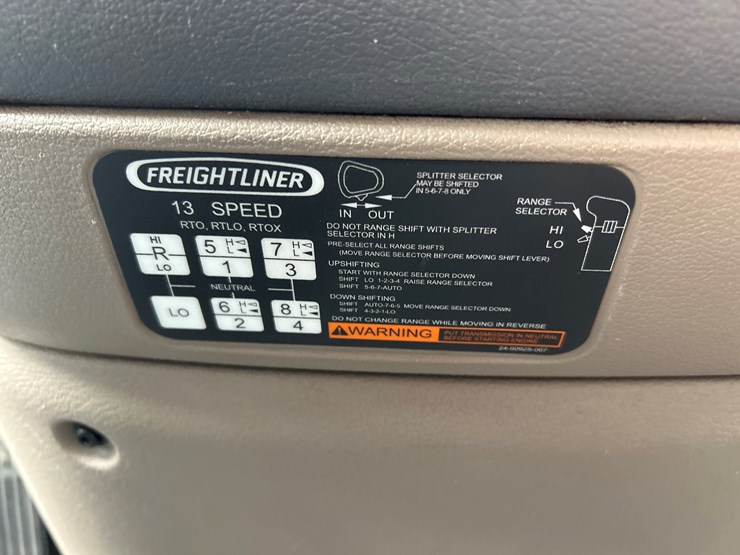 FREIGHTLINER
13 SPEED
RTO, RTLO, RTOX
HI
R
LO
5 H L
1
7 H L
3
NEUTRAL
LO
6 H L
2
8 H L
4
SPLITTER SELECTOR
MAY BE SHIFTED
IN 5-6-7-8 ONLY
IN OUT
DO NOT RANGE SHIFT WITH SPLITTER
SELECTOR IN H
PRE-SELECT ALL RANGE SHIFTS
(MOVE RANGE SELECTOR BEFORE MOVING SHIFT LEVER)
UPSHIFTING
START WITH RANGE SELECTOR DOWN
SHIFT LO 1-2-3-4 RAISE RANGE SELECTOR
SHIFT 5-6-7-AUTO
DOWN SHIFTING
SHIFT AUTO-7-6-5 MOVE RANGE SELECTOR DOWN
SHIFT 4-3-2-1-LO
DO NOT CHANGE RANGE WHILE MOVING IN REVERSE
WARNING
PUT TRANSMISSION IN NEUTRAL
BEFORE STARTING ENGINE
24-00925-007
RANGE
SELECTOR
HI
LO